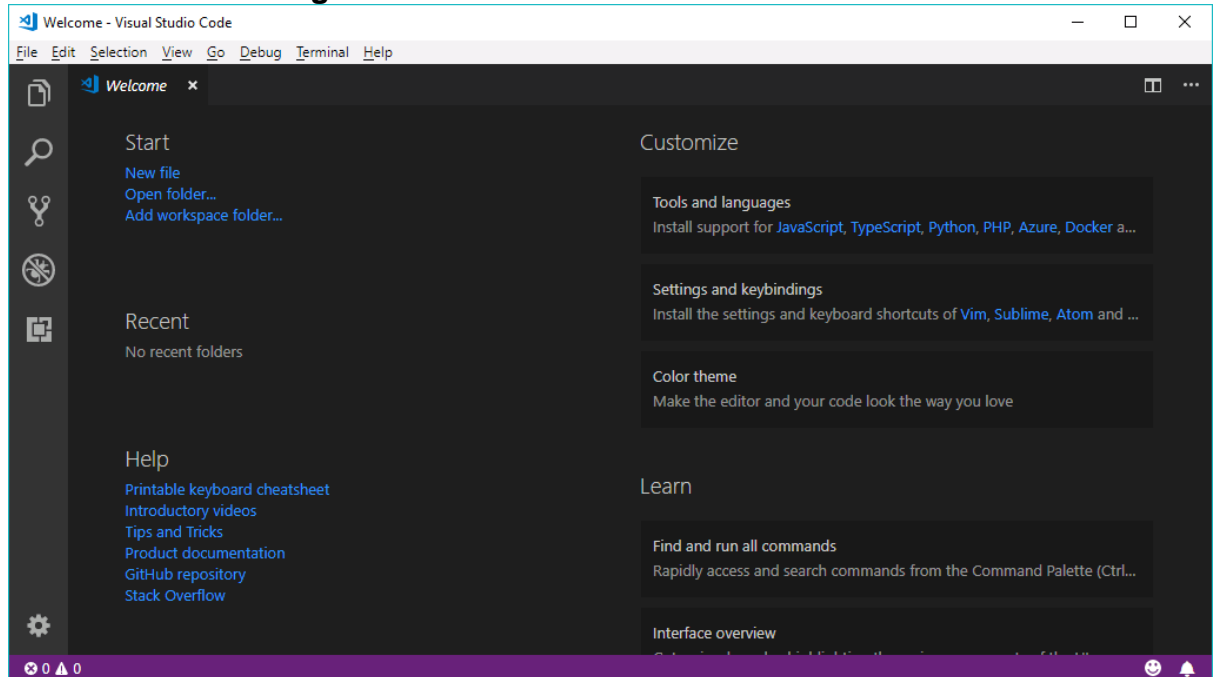 Welcome - Visual Studio Code
File Edit Selection View Go Debug Terminal Help
Welcome
Start
New file
Open folder...
Add workspace folder...
Recent
No recent folders
Help
Printable keyboard cheatsheet
Introductory videos
Tips and Tricks
Product documentation
GitHub repository
Stack Overflow
Customize
Tools and languages
Install support for JavaScript, TypeScript, Python, PHP, Azure, Docker a...
Settings and keybindings
Install the settings and keyboard shortcuts of Vim, Sublime, Atom and ...
Color theme
Make the editor and your code look the way you love
Learn
Find and run all commands
Rapidly access and search commands from the Command Palette (Ctrl...
Interface overview
0 0